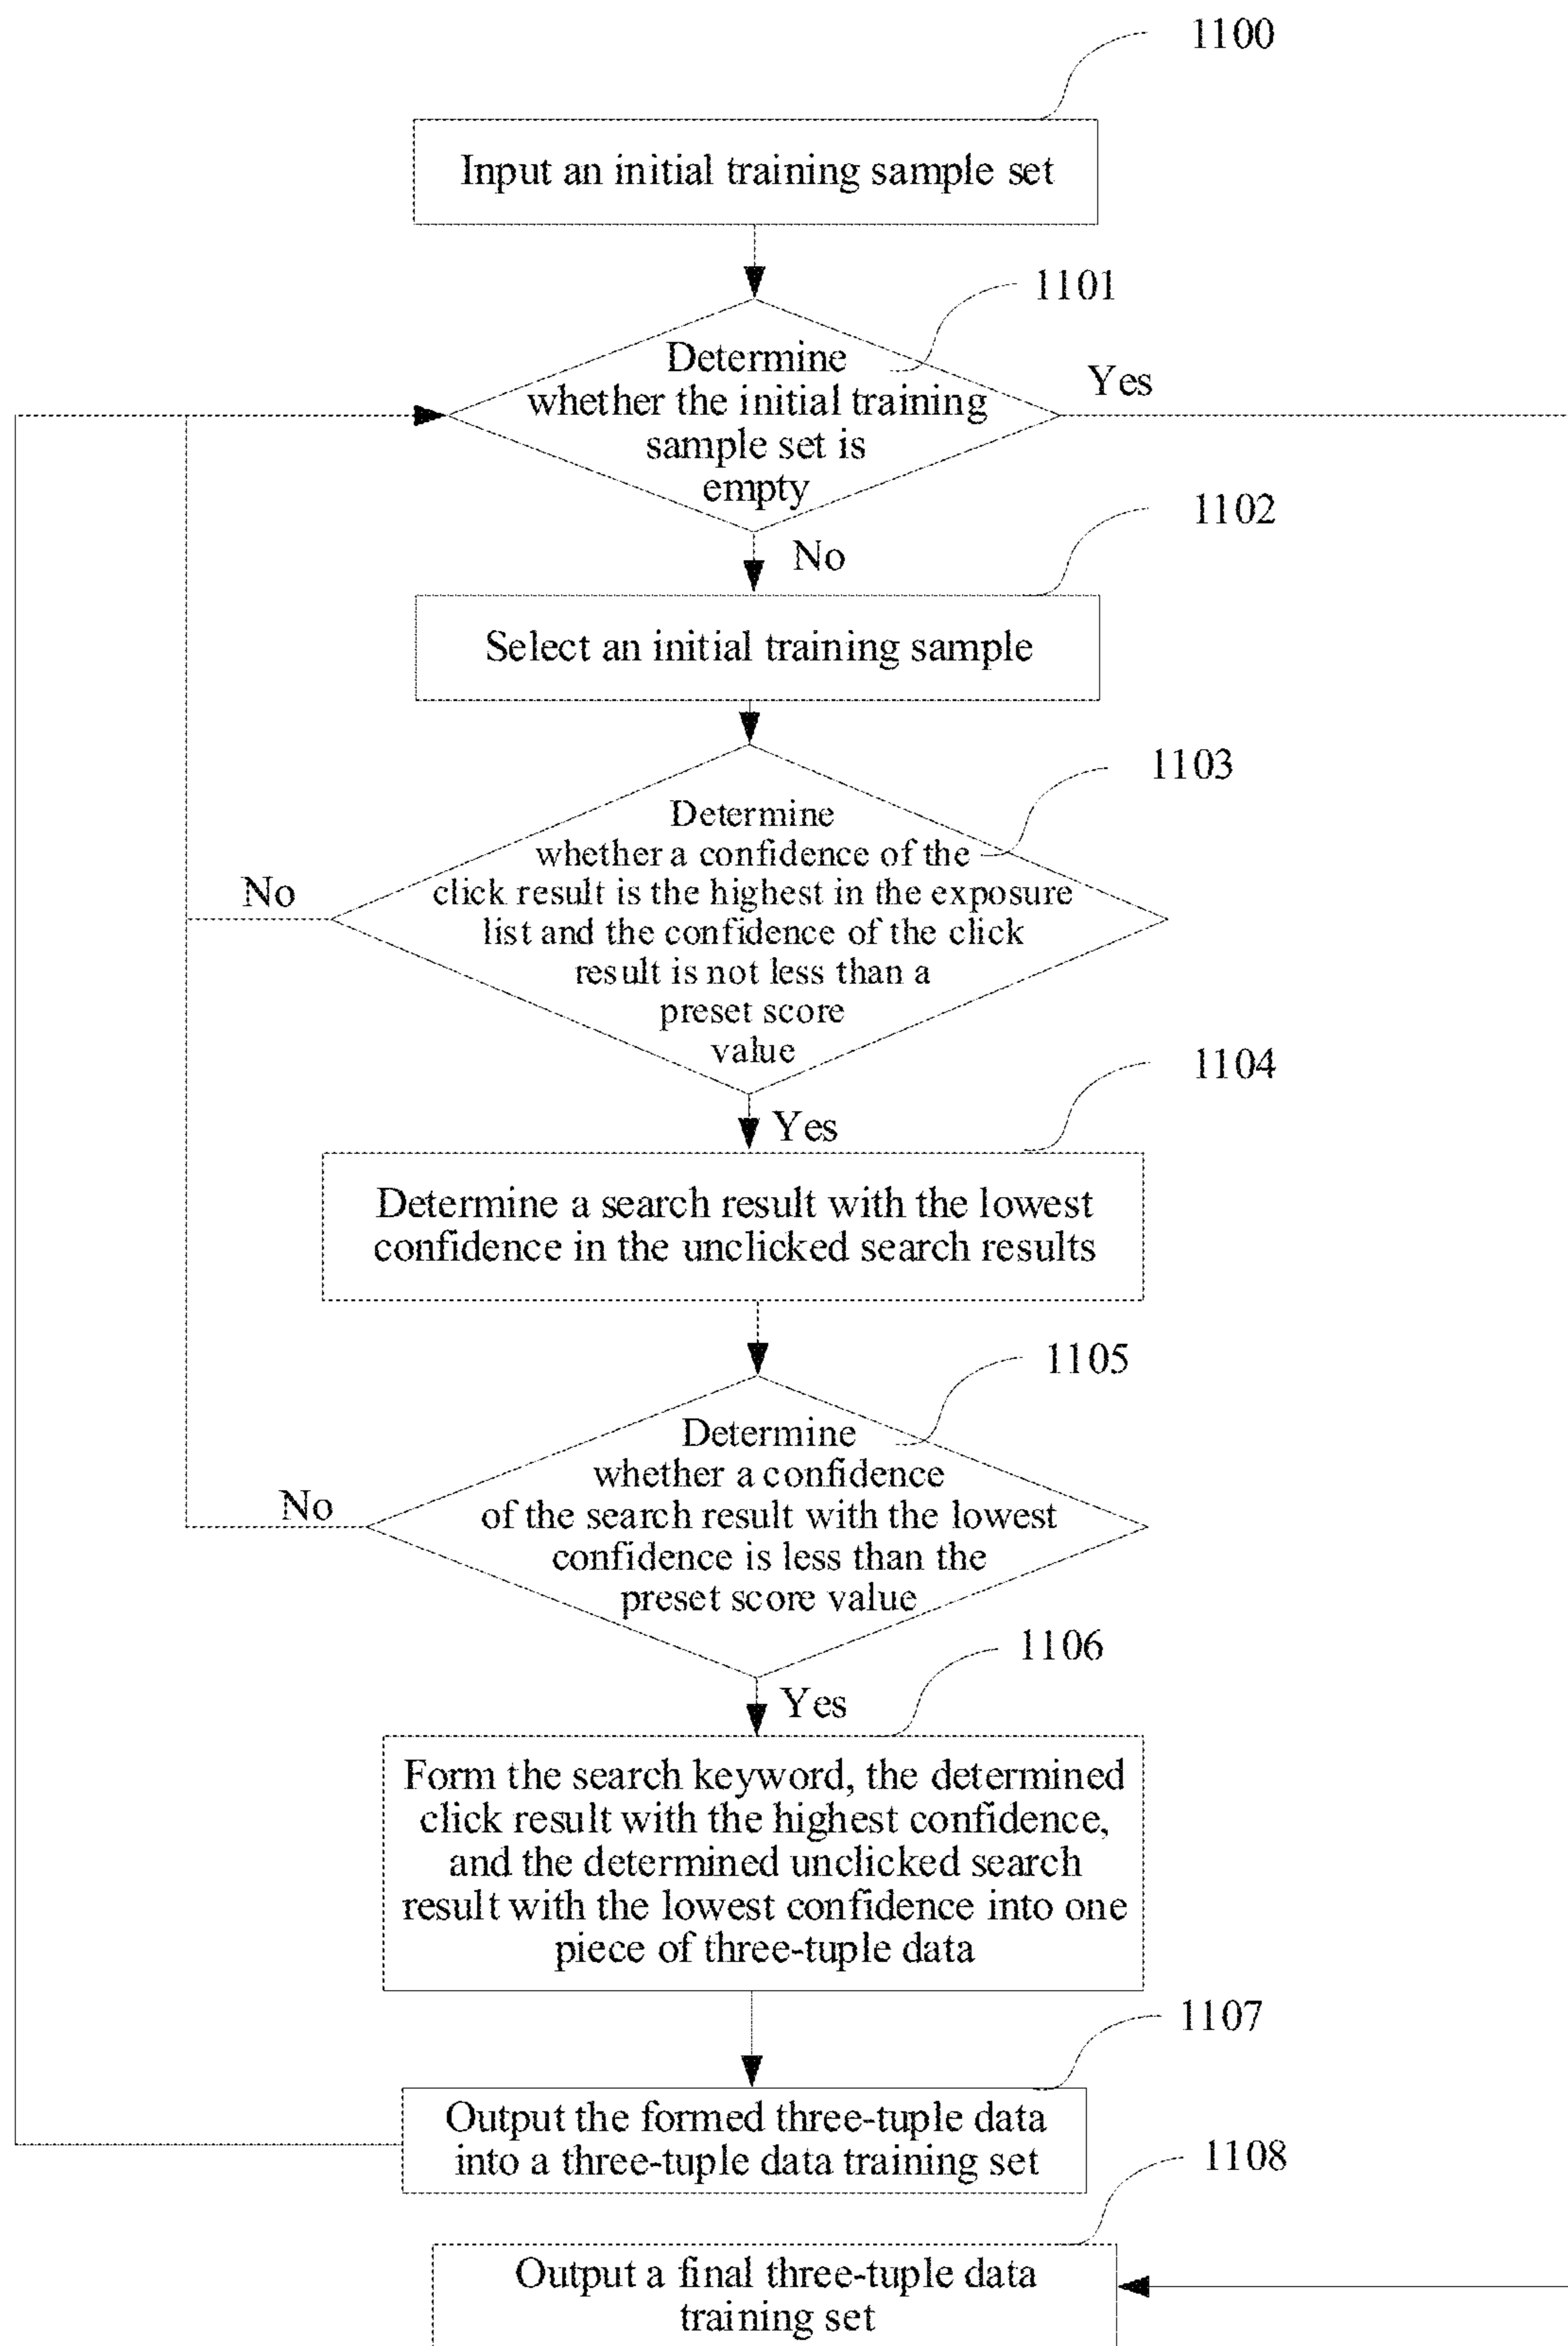 1100
Input an initial training sample set
1101
Determine
whether the initial training
sample set is
empty
Yes
No
1102
Select an initial training sample
1103
Determine
whether a confidence of the
click result is the highest in the exposure
list and the confidence of the click
result is not less than a
preset score
value
No
Yes
1104
Determine a search result with the lowest
confidence in the unclicked search results
1105
Determine
whether a confidence
of the search result with the lowest
confidence is less than the
preset score value
No
Yes
1106
Form the search keyword, the determined
click result with the highest confidence,
and the determined unclicked search
result with the lowest confidence into one
piece of three-tuple data
1107
Output the formed three-tuple data
into a three-tuple data training set
1108
Output a final three-tuple data
training set